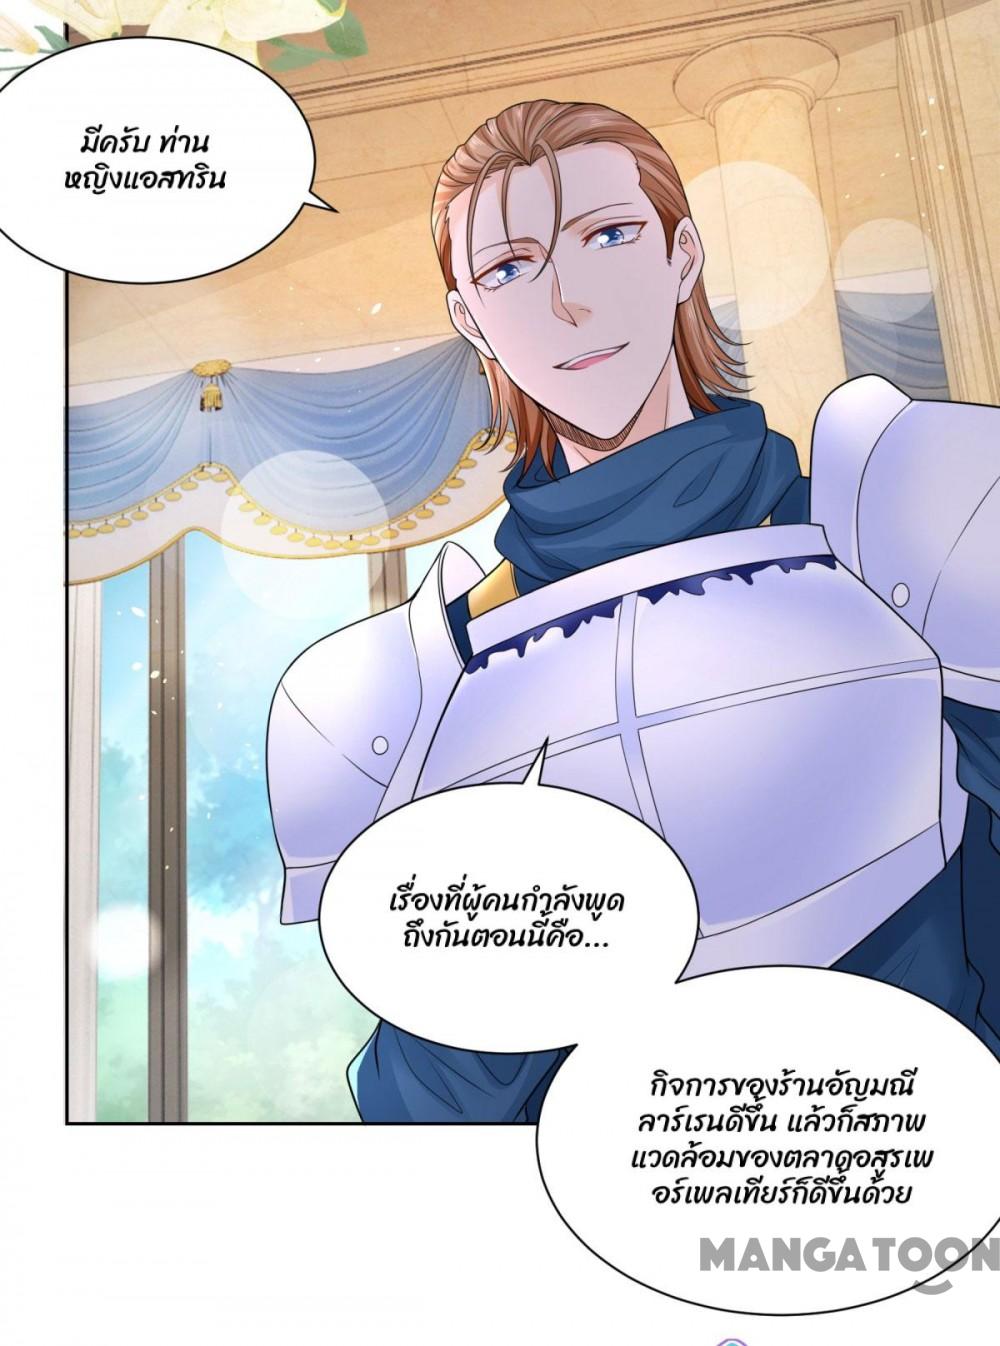 มีครับ ท่าน
หญิงแอสทริน
เรื่องที่ผู้คนกำลังพูด
ถึงกันตอนนี้คือ...
กิจการของร้านอัญมณี
ลาร์เรนดีขึ้น แล้วก็สภาพ
แวดล้อมของตลาดอสูรเพ
อร์เพลเทียร์ก็ดีขึ้นด้วย
MANGATOON